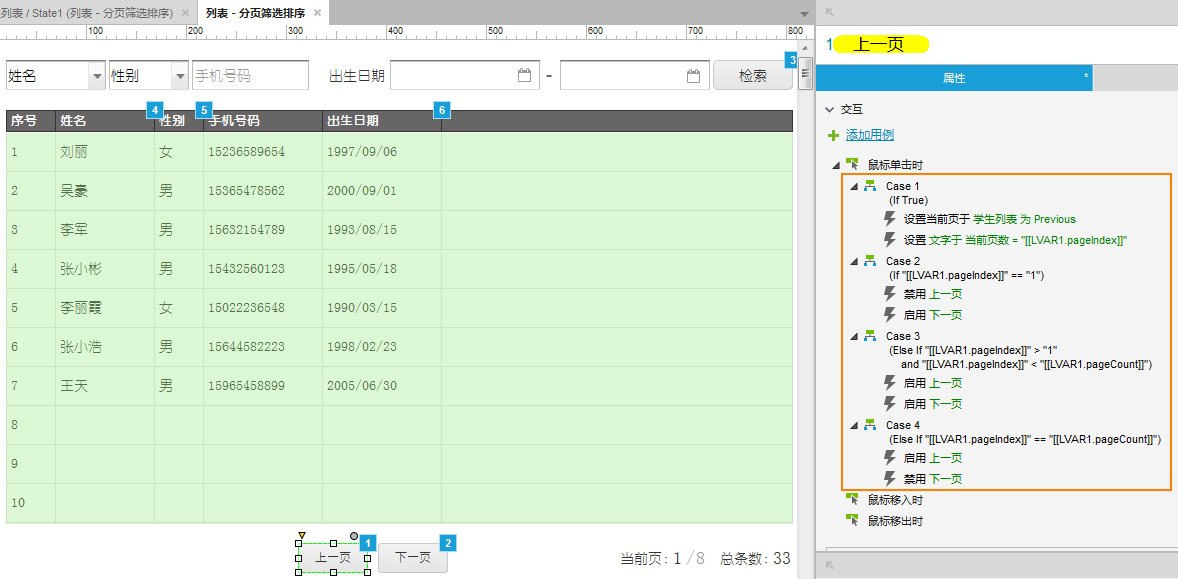 列表 / State1 (列表 - 分页筛选排序)
列表 - 分页筛选排序
100 200 300 400 500 600 700 800
姓名 性别 手机号码 出生日期 - 检索 3
4 5 6
序号 姓名 性别 手机号码 出生日期
1 刘丽 女 15236589654 1997/09/06
2 吴豪 男 15365478562 2000/09/01
3 李军 男 15632154789 1993/08/15
4 张小彬 男 15432560123 1995/05/18
5 李丽霞 女 15022236548 1990/03/15
6 张小浩 男 15644582223 1998/02/23
7 王天 男 15965458899 2005/06/30
8
9
10
上一页 1 下一页 2
当前页: 1 / 8 总条数: 33
1 上一页
属性 *
交互
添加用例
鼠标单击时
Case 1
(If True)
设置当前页于 学生列表 为 Previous
设置 文字于 当前页数 = "[[LVAR1.pageIndex]]"
Case 2
(If "[[LVAR1.pageIndex]]" == "1")
禁用 上一页
启用 下一页
Case 3
(Else If "[[LVAR1.pageIndex]]" > "1"
and "[[LVAR1.pageIndex]]" < "[[LVAR1.pageCount]]")
启用 上一页
启用 下一页
Case 4
(Else If "[[LVAR1.pageIndex]]" == "[[LVAR1.pageCount]]")
启用 上一页
禁用 下一页
鼠标移入时
鼠标移出时